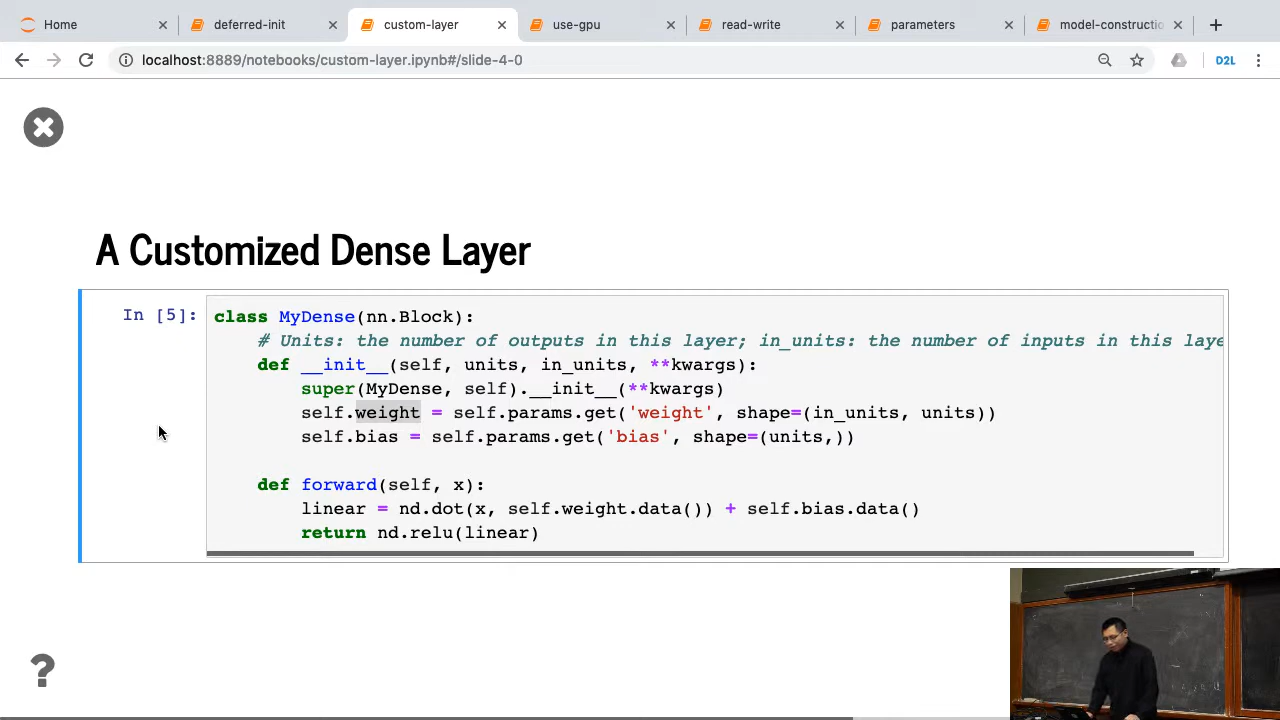 Home
deferred-init
custom-layer
use-gpu
read-write
parameters
model-constructio
localhost:8889/notebooks/custom-layer.ipynb#/slide-4-0
D2L
A Customized Dense Layer
In [5]:
class MyDense(nn.Block):
# Units: the number of outputs in this layer; in_units: the number of inputs in this laye
def __init__(self, units, in_units, **kwargs):
super(MyDense, self).__init__(**kwargs)
self.weight = self.params.get('weight', shape=(in_units, units))
self.bias = self.params.get('bias', shape=(units,))
def forward(self, x):
linear = nd.dot(x, self.weight.data()) + self.bias.data()
return nd.relu(linear)
?